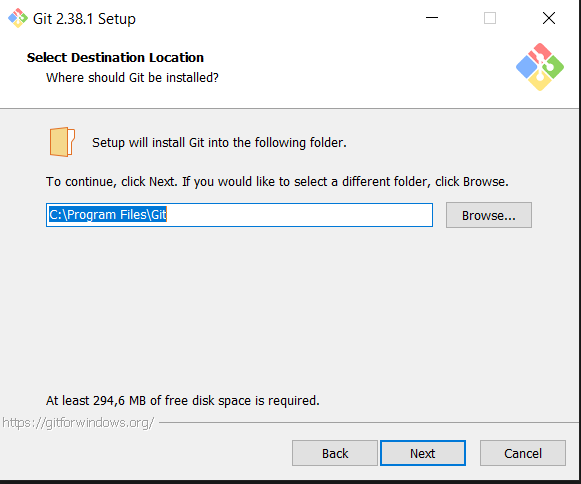 Git 2.38.1 Setup
Select Destination Location
Where should Git be installed?
Setup will install Git into the following folder.
To continue, click Next. If you would like to select a different folder, click Browse.
C:\Program Files\Git
Browse...
At least 294,6 MB of free disk space is required.
https://gitforwindows.org/
Back
Next
Cancel